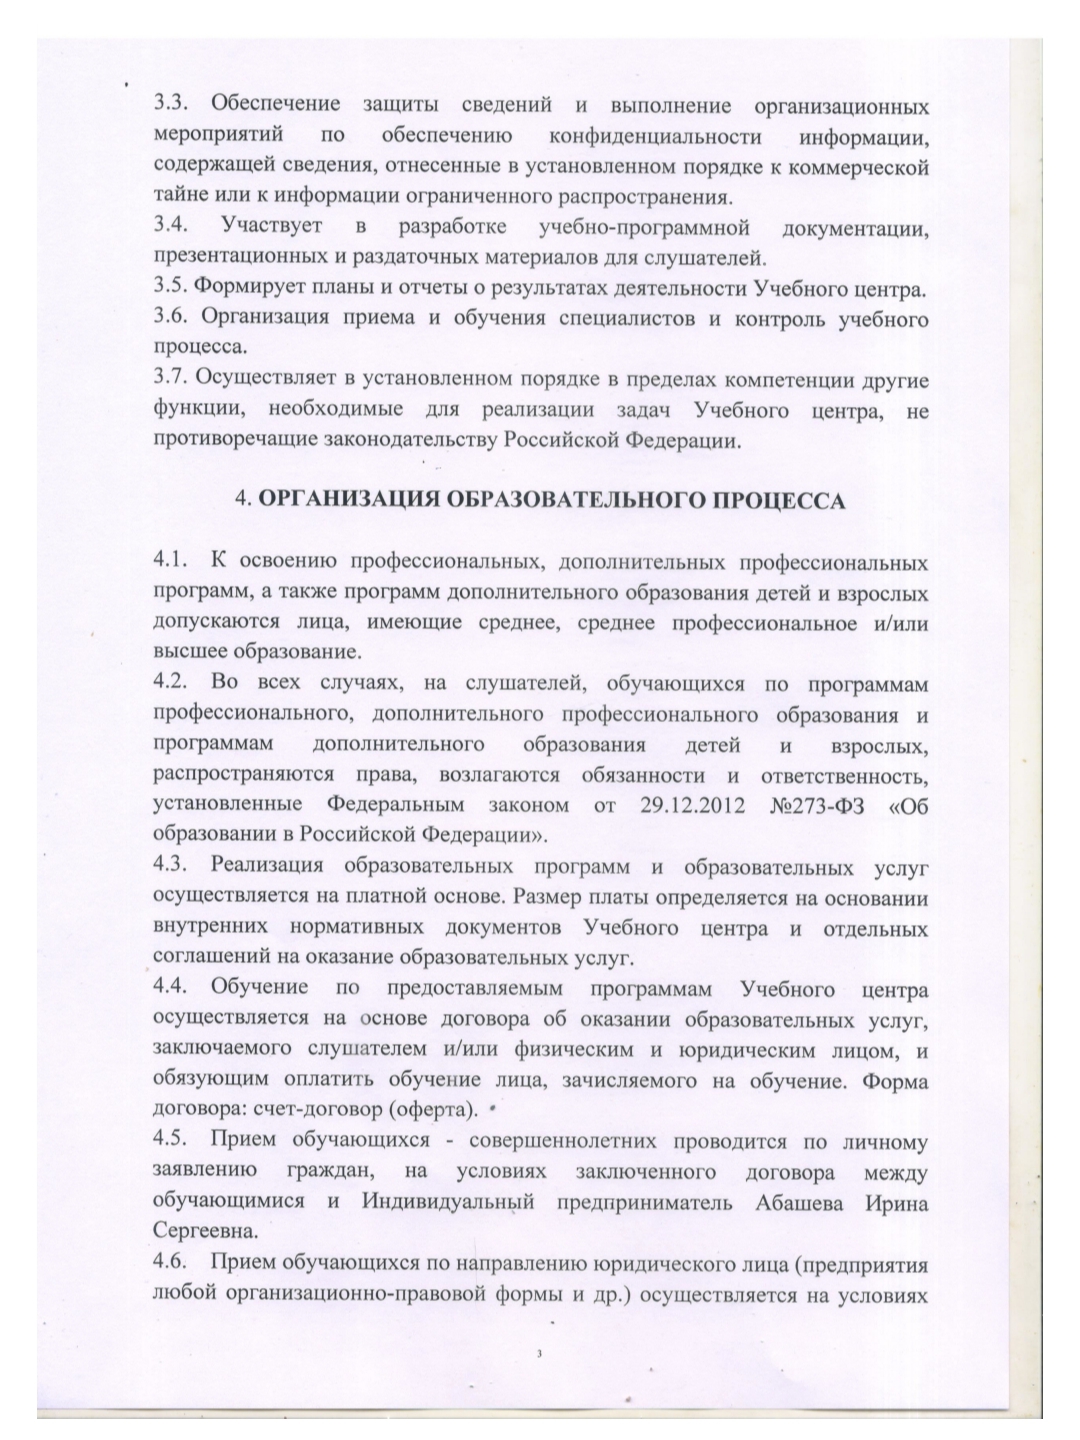 3.3. Обеспечение защиты сведений и выполнение организационных
мероприятий по обеспечению конфиденциальности информации,
содержащей сведения, отнесенные в установленном порядке к коммерческой
тайне или к информации ограниченного распространения.
3.4. Участвует в разработке учебно-программной документации,
презентационных и раздаточных материалов для слушателей.
3.5. Формирует планы и отчеты о результатах деятельности Учебного центра.
3.6. Организация приема и обучения специалистов и контроль учебного
процесса.
3.7. Осуществляет в установленном порядке в пределах компетенции другие
функции, необходимые для реализации задач Учебного центра, не
противоречащие законодательству Российской Федерации.
4. ОРГАНИЗАЦИЯ ОБРАЗОВАТЕЛЬНОГО ПРОЦЕССА
4.1. К освоению профессиональных, дополнительных профессиональных
программ, а также программ дополнительного образования детей и взрослых
допускаются лица, имеющие среднее, среднее профессиональное и/или
высшее образование.
4.2. Во всех случаях, на слушателей, обучающихся по программам
профессионального, дополнительного профессионального образования и
программам дополнительного образования детей и взрослых,
распространяются права, возлагаются обязанности и ответственность,
установленные Федеральным законом от 29.12.2012 №273-ФЗ «Об
образовании в Российской Федерации».
4.3. Реализация образовательных программ и образовательных услуг
осуществляется на платной основе. Размер платы определяется на основании
внутренних нормативных документов Учебного центра и отдельных
соглашений на оказание образовательных услуг.
4.4. Обучение по предоставляемым программам Учебного центра
осуществляется на основе договора об оказании образовательных услуг,
заключаемого слушателем и/или физическим и юридическим лицом, и
обязующим оплатить обучение лица, зачисляемого на обучение. Форма
договора: счет-договор (оферта).
4.5. Прием обучающихся - совершеннолетних проводится по личному
заявлению граждан, на условиях заключенного договора между
обучающимися и Индивидуальный предприниматель Абашева Ирина
Сергеевна.
4.6. Прием обучающихся по направлению юридического лица (предприятия
любой организационно-правовой формы и др.) осуществляется на условиях
3